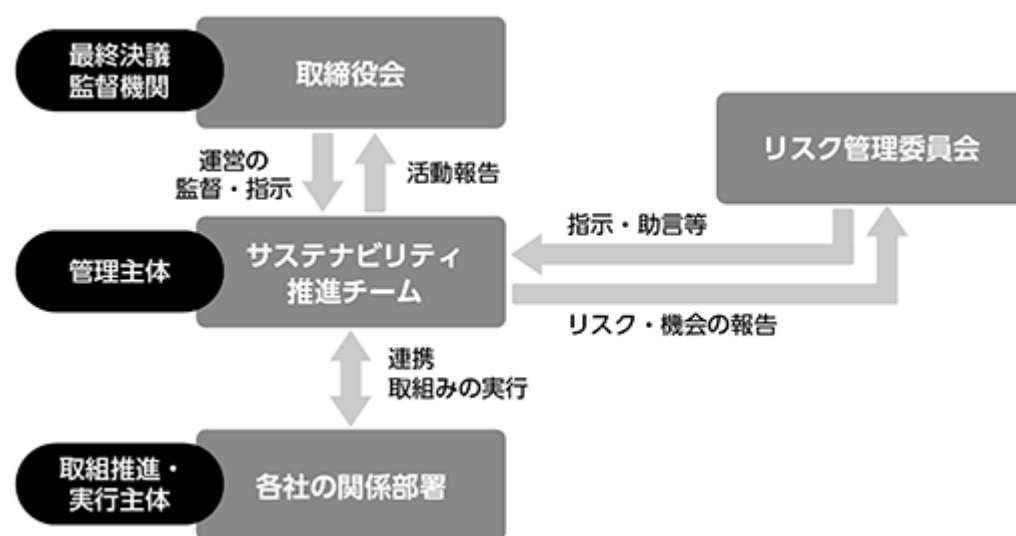 最終決議
監督機関
取締役会
リスク管理委員会
運営の
監督・指示
活動報告
指示・助言等
管理主体
サステナビリティ
推進チーム
リスク・機会の報告
連携
取組みの実行
取組推進・
実行主体
各社の関係部署